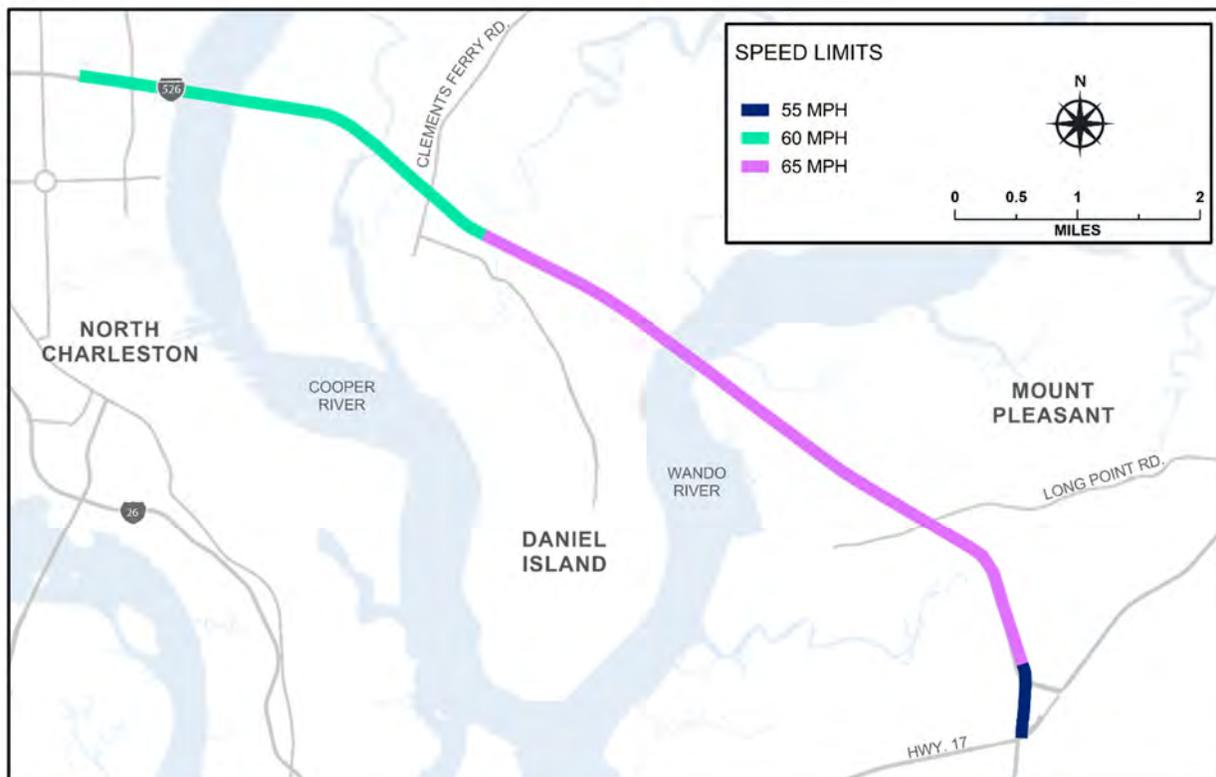 SPEED LIMITS
55 MPH
60 MPH
65 MPH
N
0 0.5 1 2
MILES
526
CLEMENTS FERRY RD.
NORTH
CHARLESTON
COOPER
RIVER
MOUNT
PLEASANT
WANDO
RIVER
LONG POINT RD.
26
DANIEL
ISLAND
HWY. 17